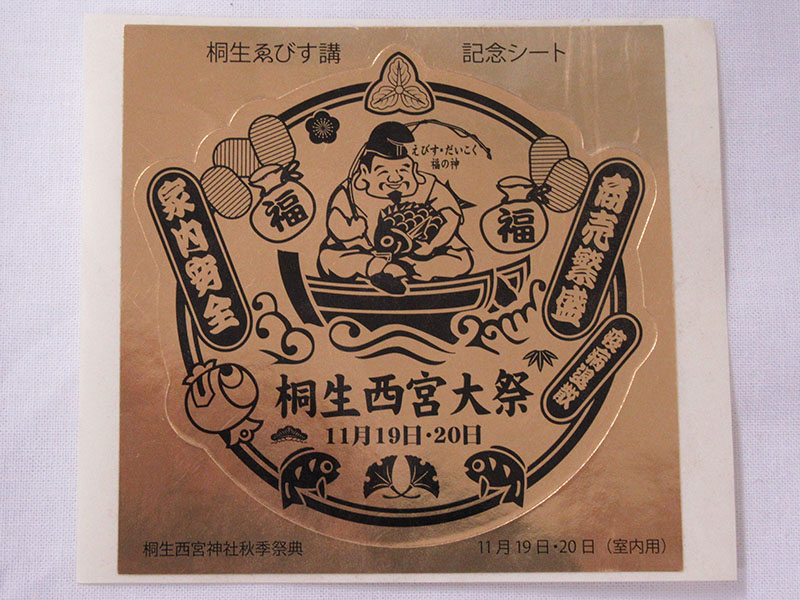 桐生ゑびす講 記念シート
えびす・だいこく
福の神
家内安全
福
福
商売繁盛
桐生西宮大祭
11月19日・20日
桐生西宮神社秋季祭典
11月19日・20日（室内用）